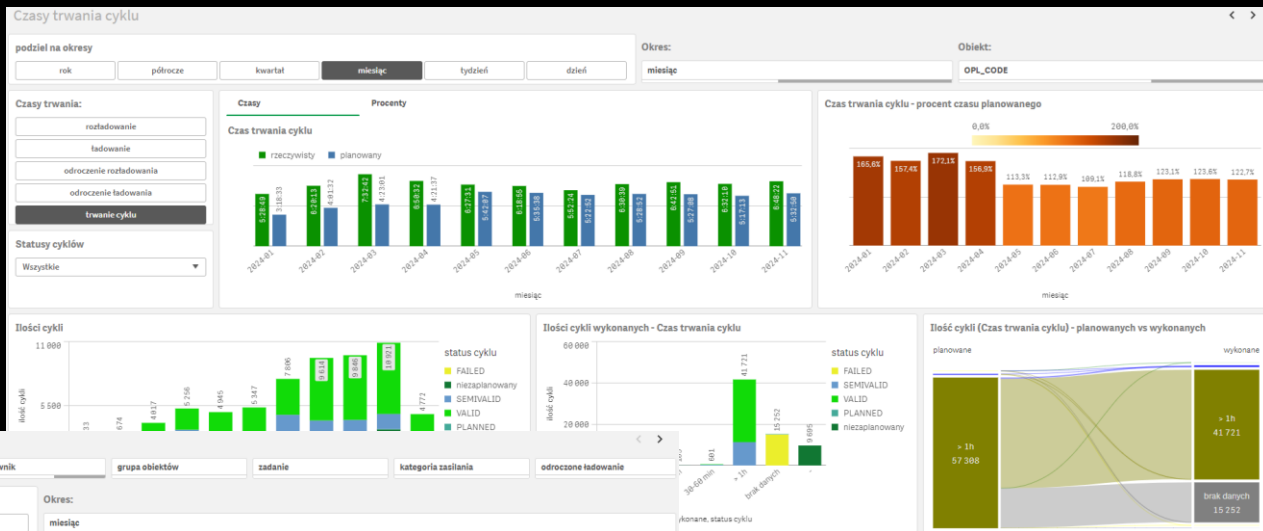 Czasy trwania cyklu
podziel na okresy
rok
półrocze
kwartał
miesiąc
tydzień
dzień
Okres:
miesiąc
Obiekt:
OPL_CODE
Czasy trwania:
rozładowanie
ładowanie
odroczenie rozładowania
odroczenie ładowania
trwanie cyklu
Statusy cyklów
Wszystkie
Czasy
Procenty
Czas trwania cyklu
rzeczywisty
planowany
5:28:49
3:18:33
6:20:13
4:01:32
7:32:42
4:23:01
6:50:32
4:21:37
6:27:31
5:42:07
6:18:56
5:35:38
5:52:24
5:22:52
6:30:39
5:28:52
6:42:51
5:27:08
6:32:10
5:17:13
6:48:22
5:32:50
2024-01
2024-02
2024-03
2024-04
2024-05
2024-06
2024-07
2024-08
2024-09
2024-10
2024-11
miesiąc
Czas trwania cyklu - procent czasu planowanego
0,0%
200,0%
165,6%
157,4%
172,1%
156,9%
113,3%
112,8%
109,1%
118,8%
123,1%
123,6%
122,7%
2024-01
2024-02
2024-03
2024-04
2024-05
2024-06
2024-07
2024-08
2024-09
2024-10
2024-11
miesiąc
Ilości cykli
11 000
5 500
ilość cykli
4 017
5 256
4 945
5 347
7 806
9 614
9 846
10 921
4 772
status cyklu
FAILED
niezaplanowany
SEMIVALID
VALID
PLANNED
Ilości cykli wykonanych - Czas trwania cyklu
60 000
40 000
20 000
ilość cykli
601
41 721
15 252
9 695
30-60 min
> 1h
brak danych
-
status cyklu
FAILED
SEMIVALID
VALID
PLANNED
niezaplanowany
wykonane, status cyklu
Ilość cykli (Czas trwania cyklu) - planowanych vs wykonanych
planowane
wykonane
> 1h
57 308
> 1h
41 721
brak danych
15 252
grupa obiektów
zadanie
kategoria zasilania
odroczone ładowanie
Okres:
miesiąc